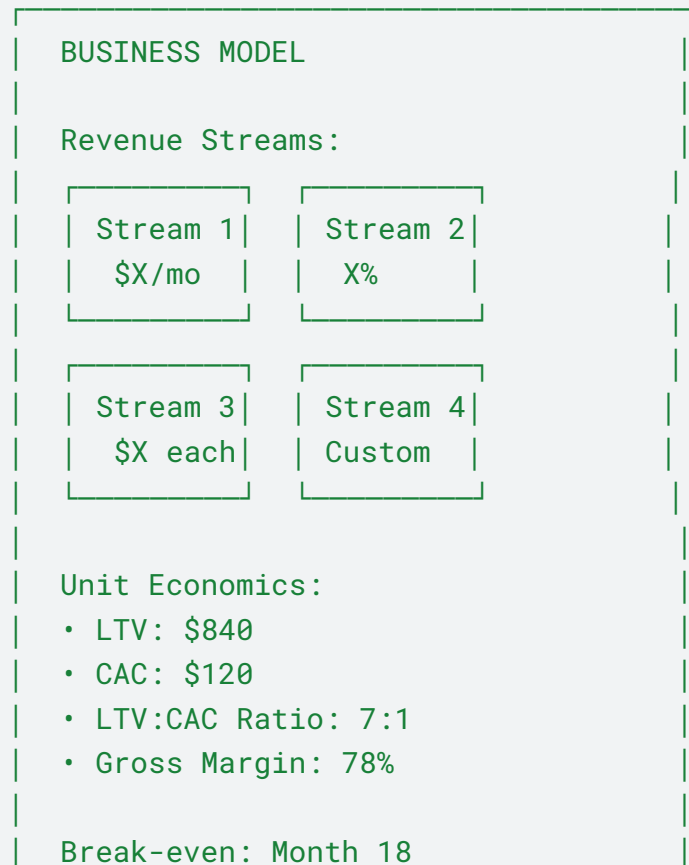 BUSINESS MODEL
Revenue Streams:
Stream 1 Stream 2
$X/mo X%
Stream 3 Stream 4
$X each Custom
Unit Economics:
• LTV: $840
• CAC: $120
• LTV:CAC Ratio: 7:1
• Gross Margin: 78%
Break-even: Month 18